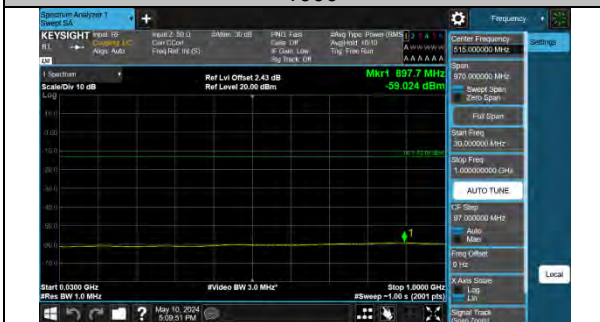 Spectrum Analyzer 1
Swept SA
+
Frequency
KEYSIGHT Input: RF
RL
Coupling: DC
Align: Auto
Input Z: 50 Ω
Corr CCorr
Freq Ref: Int (S)
#Atten: 30 dB
PNO: Fast
Gate: Off
IF Gain: Low
Sig Track: Off
#Avg Type: Power (RMS)
Avg|Hold: 10/10
Trig: Free Run
LM
1 Spectrum
Scale/Div 10 dB
Log
Ref Lvl Offset 2.43 dB
Ref Level 20.00 dBm
Mkr1 897.7 MHz
-59.024 dBm
1
Start 0.0300 GHz
#Res BW 1.0 MHz
#Video BW 3.0 MHz*
Stop 1.0000 GHz
#Sweep ~1.00 s (2001 pts)
Center Frequency
515.000000 MHz
Settings
Span
970.000000 MHz
Swept Span
Zero Span
Full Span
Start Freq
30.000000 MHz
Stop Freq
1.000000000 GHz
AUTO TUNE
CF Step
97.000000 MHz
Auto
Man
Freq Offset
0 Hz
X Axis Scale
Log
Lin
Local
Signal Track
(Span Zoom)
?
May 10, 2024
5:09:51 PM